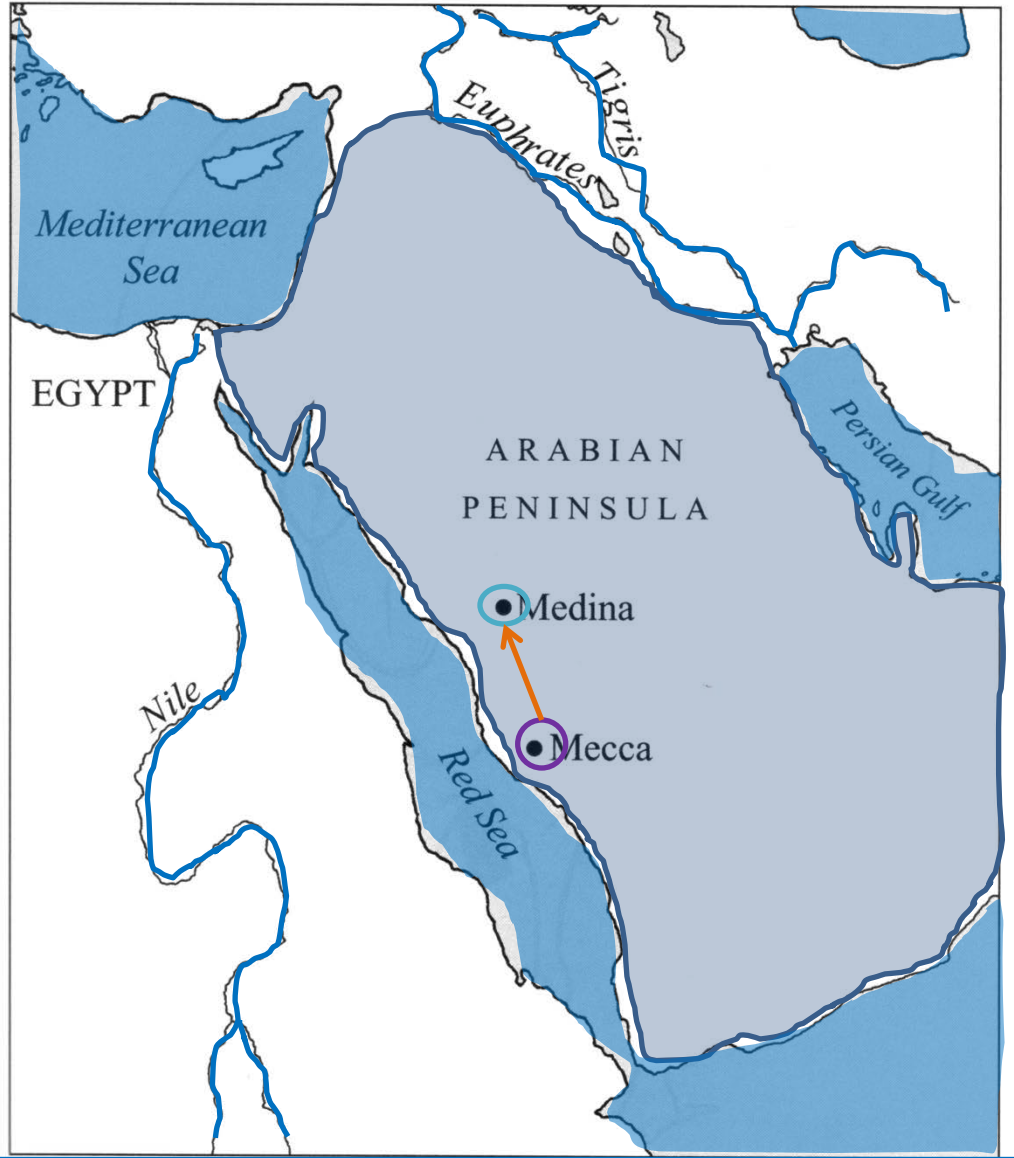 Tigris
Euphrates
Mediterranean
Sea
EGYPT
Persian Gulf
ARABIAN
PENINSULA
Medina
Nile
Mecca
Red Sea